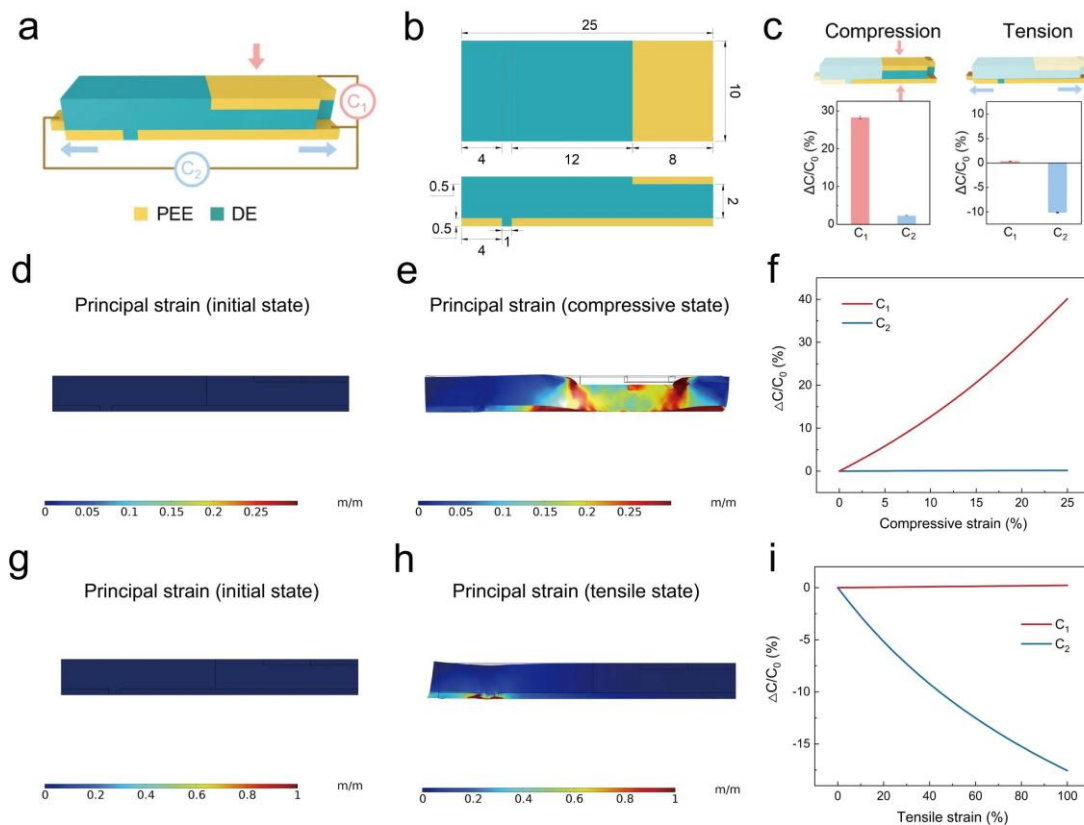 a
C₁
C₂
PEE DE
b
25
10
4 12 8
0.5
2
0.5
4
1
c
Compression Tension
ΔC/C₀ (%)
30
20
10
0
C₁ C₂
ΔC/C₀ (%)
10
5
0
-5
-10
C₁ C₂
d
Principal strain (initial state)
m/m
0 0.05 0.1 0.15 0.2 0.25
e
Principal strain (compressive state)
m/m
0 0.05 0.1 0.15 0.2 0.25
f
C₁
C₂
△C/C₀ (%)
40
30
20
10
0
0 5 10 15 20 25
Compressive strain (%)
g
Principal strain (initial state)
m/m
0 0.2 0.4 0.6 0.8 1
h
Principal strain (tensile state)
m/m
0 0.2 0.4 0.6 0.8 1
i
C₁
C₂
△C/C₀ (%)
0
-5
-10
-15
0 20 40 60 80 100
Tensile strain (%)